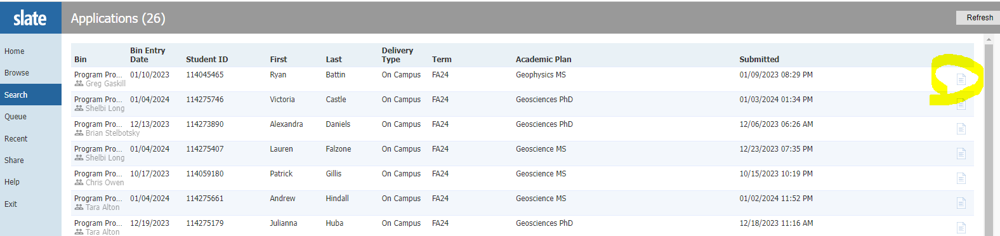 slate Applications (26) Refresh
Home
Browse
Search
Queue
Recent
Share
Help
Exit
Bin Bin Entry Date Student ID First Last Delivery Type Term Academic Plan Submitted
Program Pro... 01/10/2023 114045465 Ryan Battin On Campus FA24 Geophysics MS 01/09/2023 08:29 PM
Greg Gaskill
Program Pro... 01/04/2024 114275746 Victoria Castle On Campus FA24 Geosciences PhD 01/03/2024 01:34 PM
Shelbi Long
Program Pro... 12/13/2023 114273890 Alexandra Daniels On Campus FA24 Geosciences PhD 12/06/2023 06:26 AM
Brian Stelbotsky
Program Pro... 01/04/2024 114275407 Lauren Falzone On Campus FA24 Geoscience MS 12/23/2023 07:35 PM
Shelbi Long
Program Pro... 10/17/2023 114059180 Patrick Gillis On Campus FA24 Geoscience MS 10/15/2023 10:19 PM
Chris Owen
Program Pro... 01/04/2024 114275661 Andrew Hindall On Campus FA24 Geoscience MS 01/02/2024 11:52 PM
Tara Alton
Program Pro... 12/19/2023 114275179 Julianna Huba On Campus FA24 Geosciences PhD 12/18/2023 11:16 AM
Tara Alton